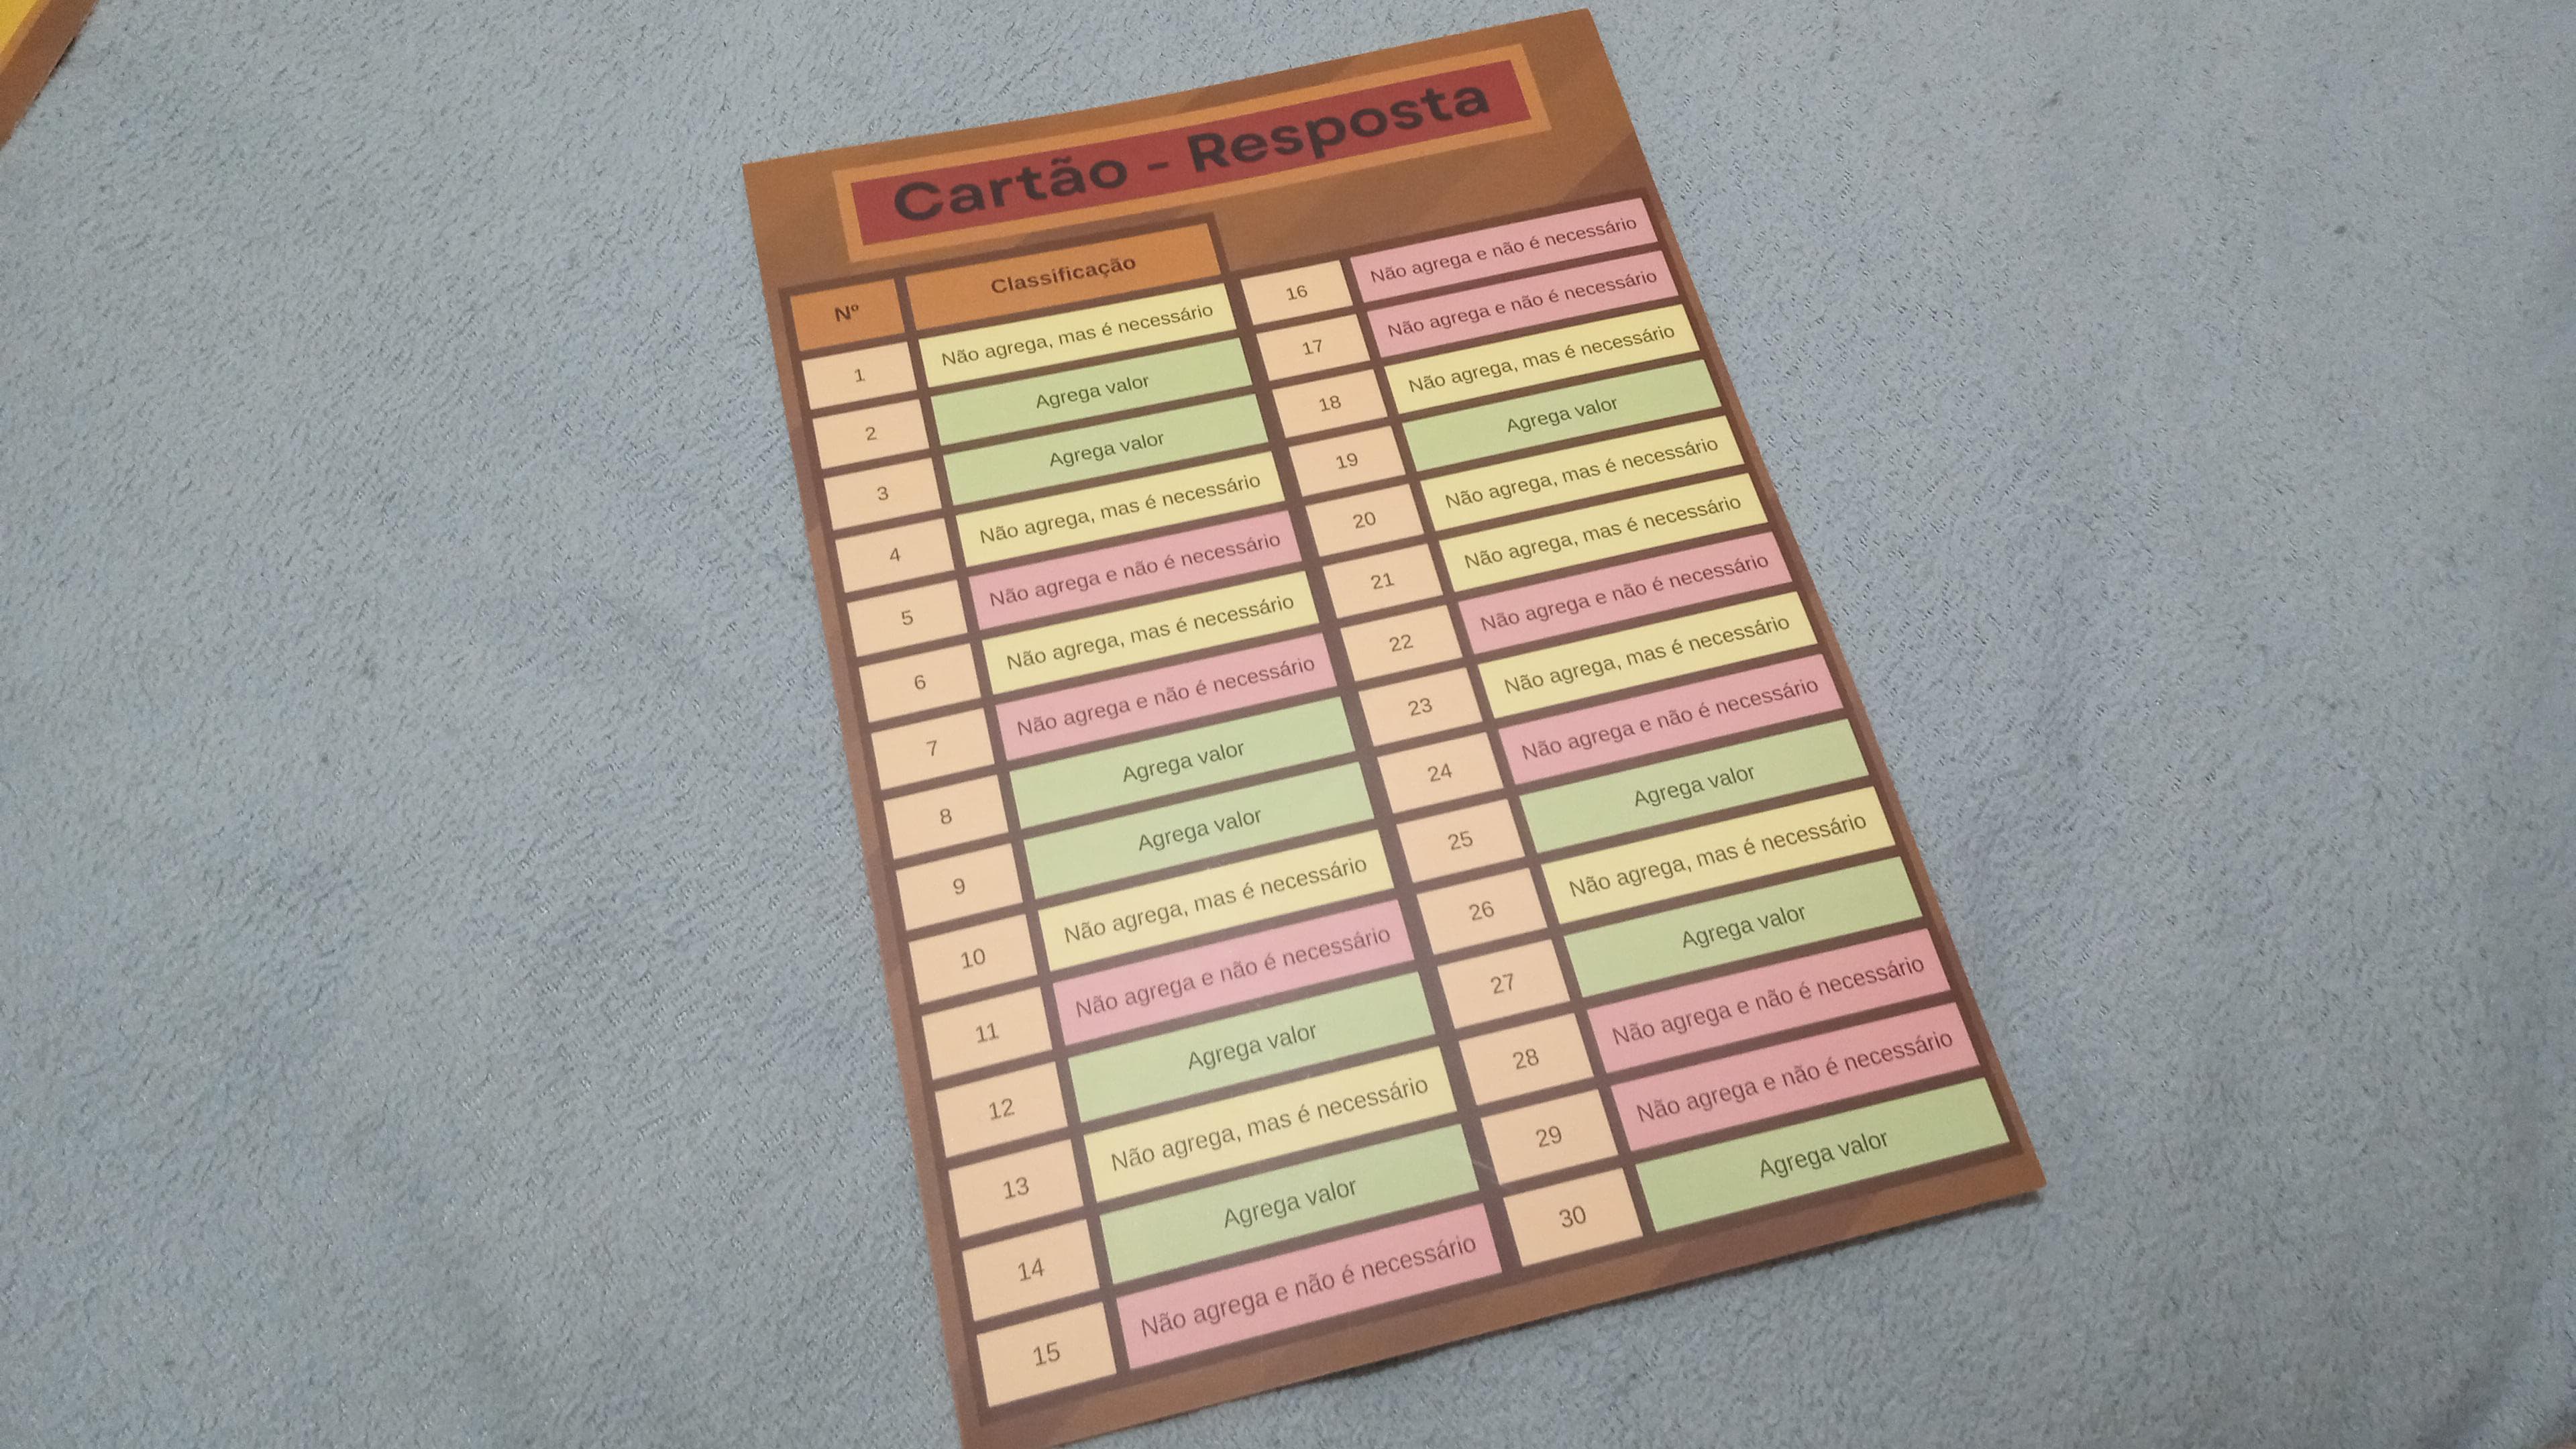 Cartão - Resposta
Nº Classificação
1 Não agrega, mas é necessário
2 Agrega valor
3 Agrega valor
4 Não agrega, mas é necessário
5 Não agrega e não é necessário
6 Não agrega, mas é necessário
7 Não agrega e não é necessário
8 Agrega valor
9 Agrega valor
10 Não agrega, mas é necessário
11 Não agrega e não é necessário
12 Agrega valor
13 Não agrega, mas é necessário
14 Agrega valor
15 Não agrega e não é necessário
16 Não agrega e não é necessário
17 Não agrega e não é necessário
18 Não agrega, mas é necessário
19 Agrega valor
20 Não agrega, mas é necessário
21 Não agrega, mas é necessário
22 Não agrega e não é necessário
23 Não agrega, mas é necessário
24 Não agrega e não é necessário
25 Agrega valor
26 Não agrega, mas é necessário
27 Agrega valor
28 Não agrega e não é necessário
29 Não agrega e não é necessário
30 Agrega valor